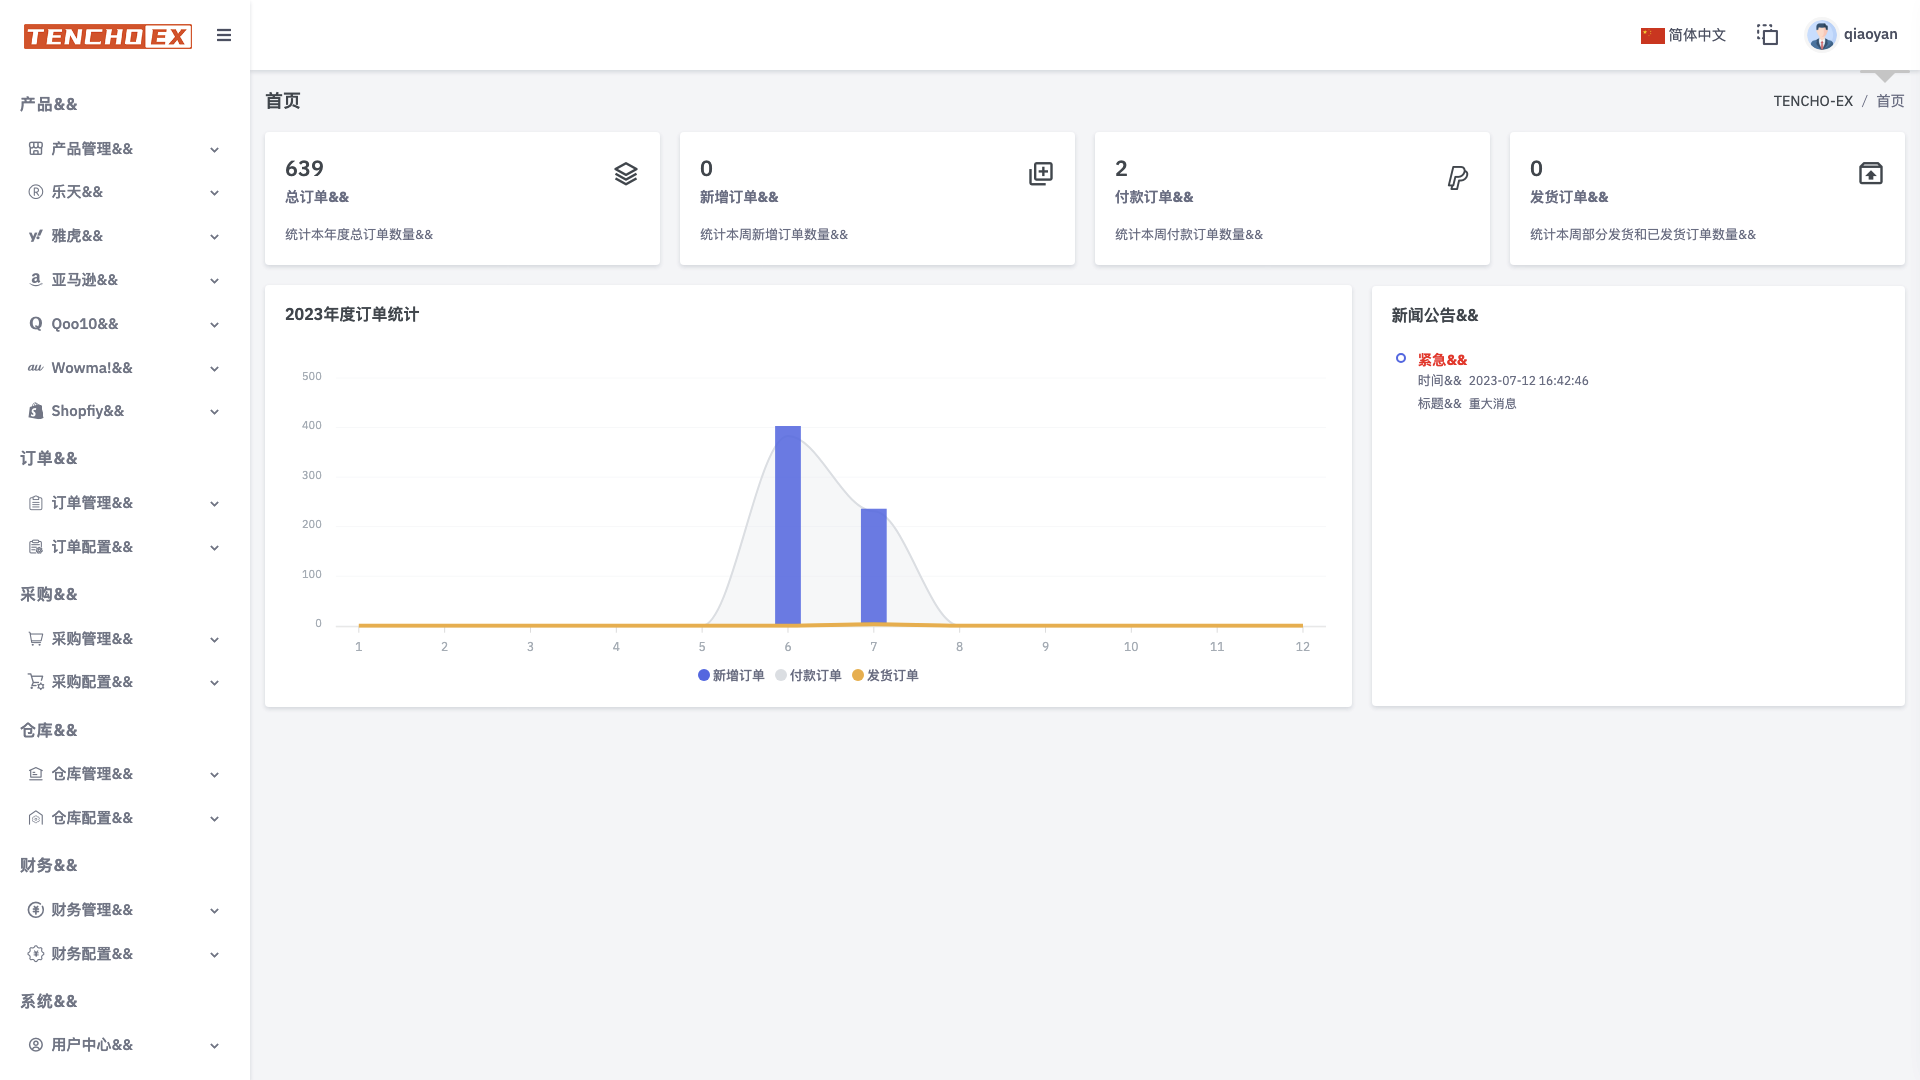 TENCHO EX
简体中文
qiaoyan
产品&&
产品管理&&
乐天&&
雅虎&&
亚马逊&&
Qoo10&&
Wowma!&&
Shopfiy&&
订单&&
订单管理&&
订单配置&&
采购&&
采购管理&&
采购配置&&
仓库&&
仓库管理&&
仓库配置&&
财务&&
财务管理&&
财务配置&&
系统&&
用户中心&&
首页
TENCHO-EX / 首页
639
总订单&&
统计本年度总订单数量&&
0
新增订单&&
统计本周新增订单数量&&
2
付款订单&&
统计本周付款订单数量&&
0
发货订单&&
统计本周部分发货和已发货订单数量&&
2023年度订单统计
500
400
300
200
100
0
1 2 3 4 5 6 7 8 9 10 11 12
新增订单 付款订单 发货订单
新闻公告&&
紧急&&
时间&& 2023-07-12 16:42:46
标题&& 重大消息